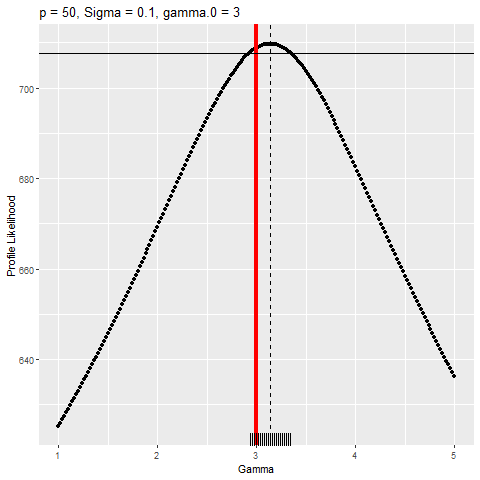 p = 50, Sigma = 0.1, gamma.0 = 3
Profile Likelihood
700
680
660
640
1 2 3 4 5
Gamma